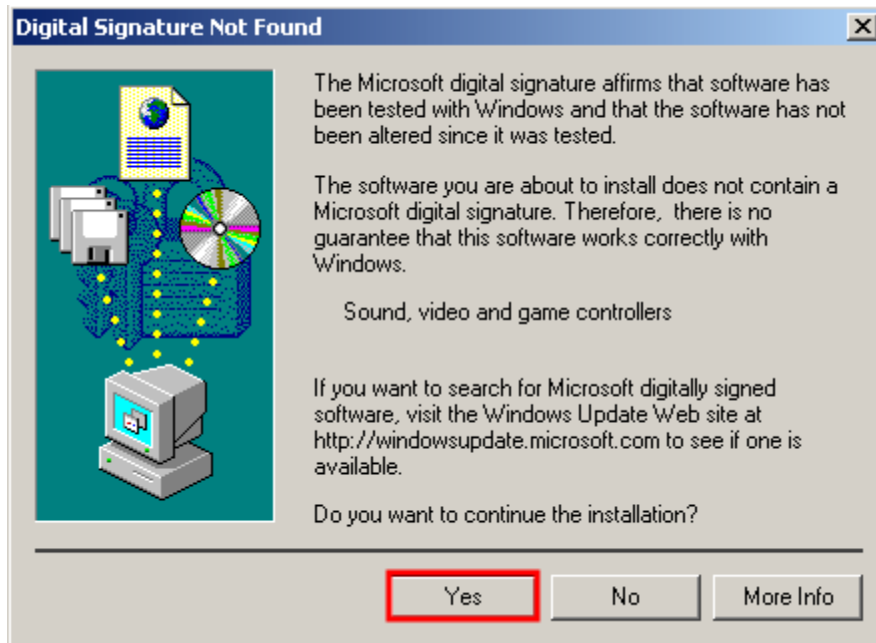 Digital Signature Not Found
The Microsoft digital signature affirms that software has
been tested with Windows and that the software has not
been altered since it was tested.
The software you are about to install does not contain a
Microsoft digital signature. Therefore,  there is no
guarantee that this software works correctly with
Windows.
Sound, video and game controllers
If you want to search for Microsoft digitally signed
software, visit the Windows Update Web site at
http://windowsupdate.microsoft.com to see if one is
available.
Do you want to continue the installation?
Yes No More Info